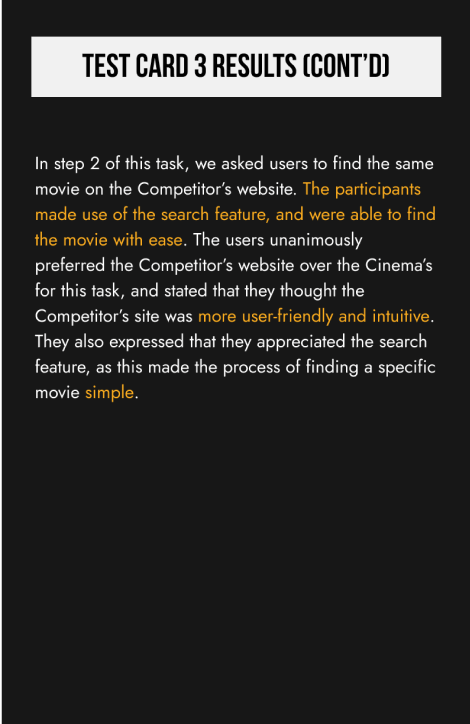 TEST CARD 3 RESULTS (CONT'D)
In step 2 of this task, we asked users to find the same
movie on the Competitor's website. The participants
made use of the search feature, and were able to find
the movie with ease. The users unanimously
preferred the Competitor's website over the Cinema's
for this task, and stated that they thought the
Competitor's site was more user-friendly and intuitive.
They also expressed that they appreciated the search
feature, as this made the process of finding a specific
movie simple.